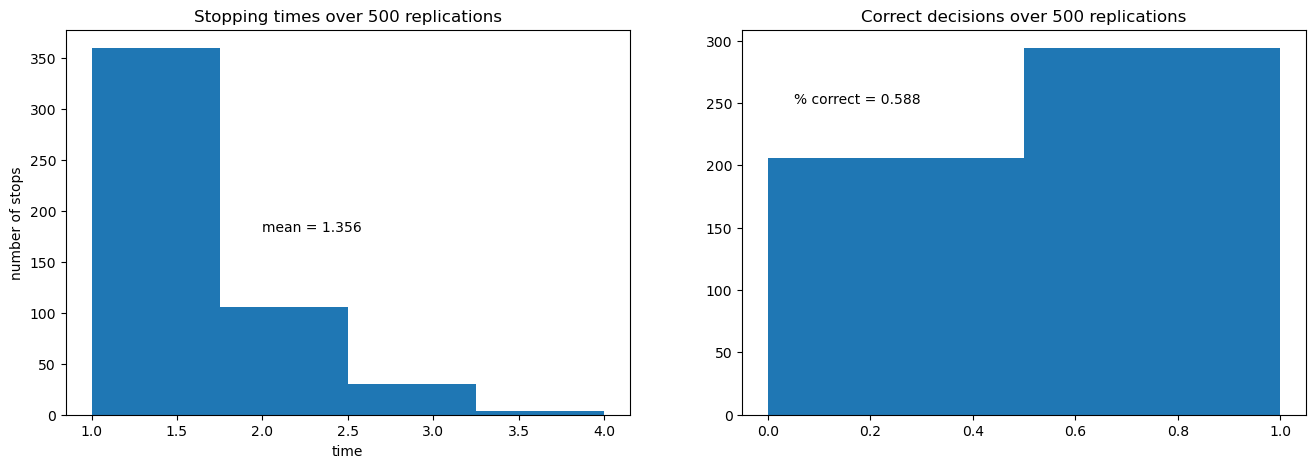 Stopping times over 500 replications
350
300
250
200
150
100
50
0
number of stops
mean = 1.356
1.0 1.5 2.0 2.5 3.0 3.5 4.0
time
Correct decisions over 500 replications
300
250
200
150
100
50
0
% correct = 0.588
0.0 0.2 0.4 0.6 0.8 1.0